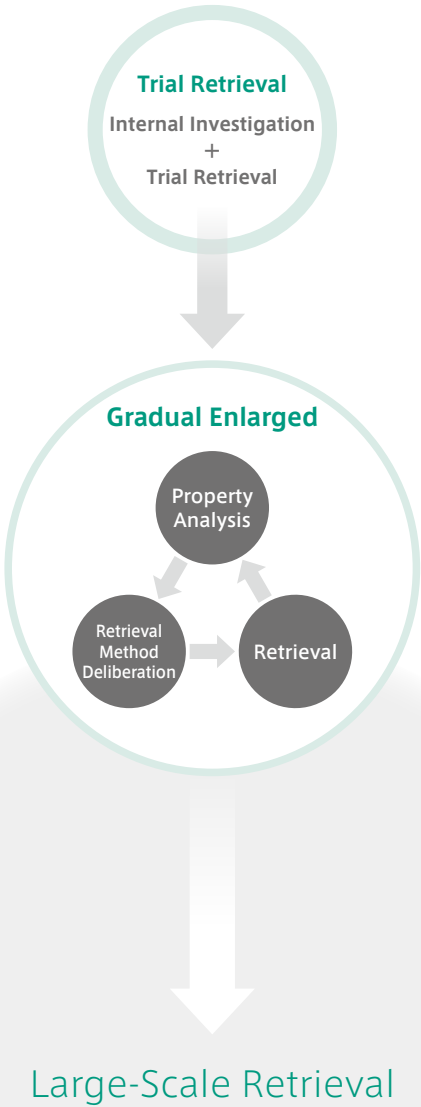 Trial Retrieval
Internal Investigation
+
Trial Retrieval
Gradual Enlarged
Property
Analysis
Retrieval
Method
Deliberation
Retrieval
Large-Scale Retrieval